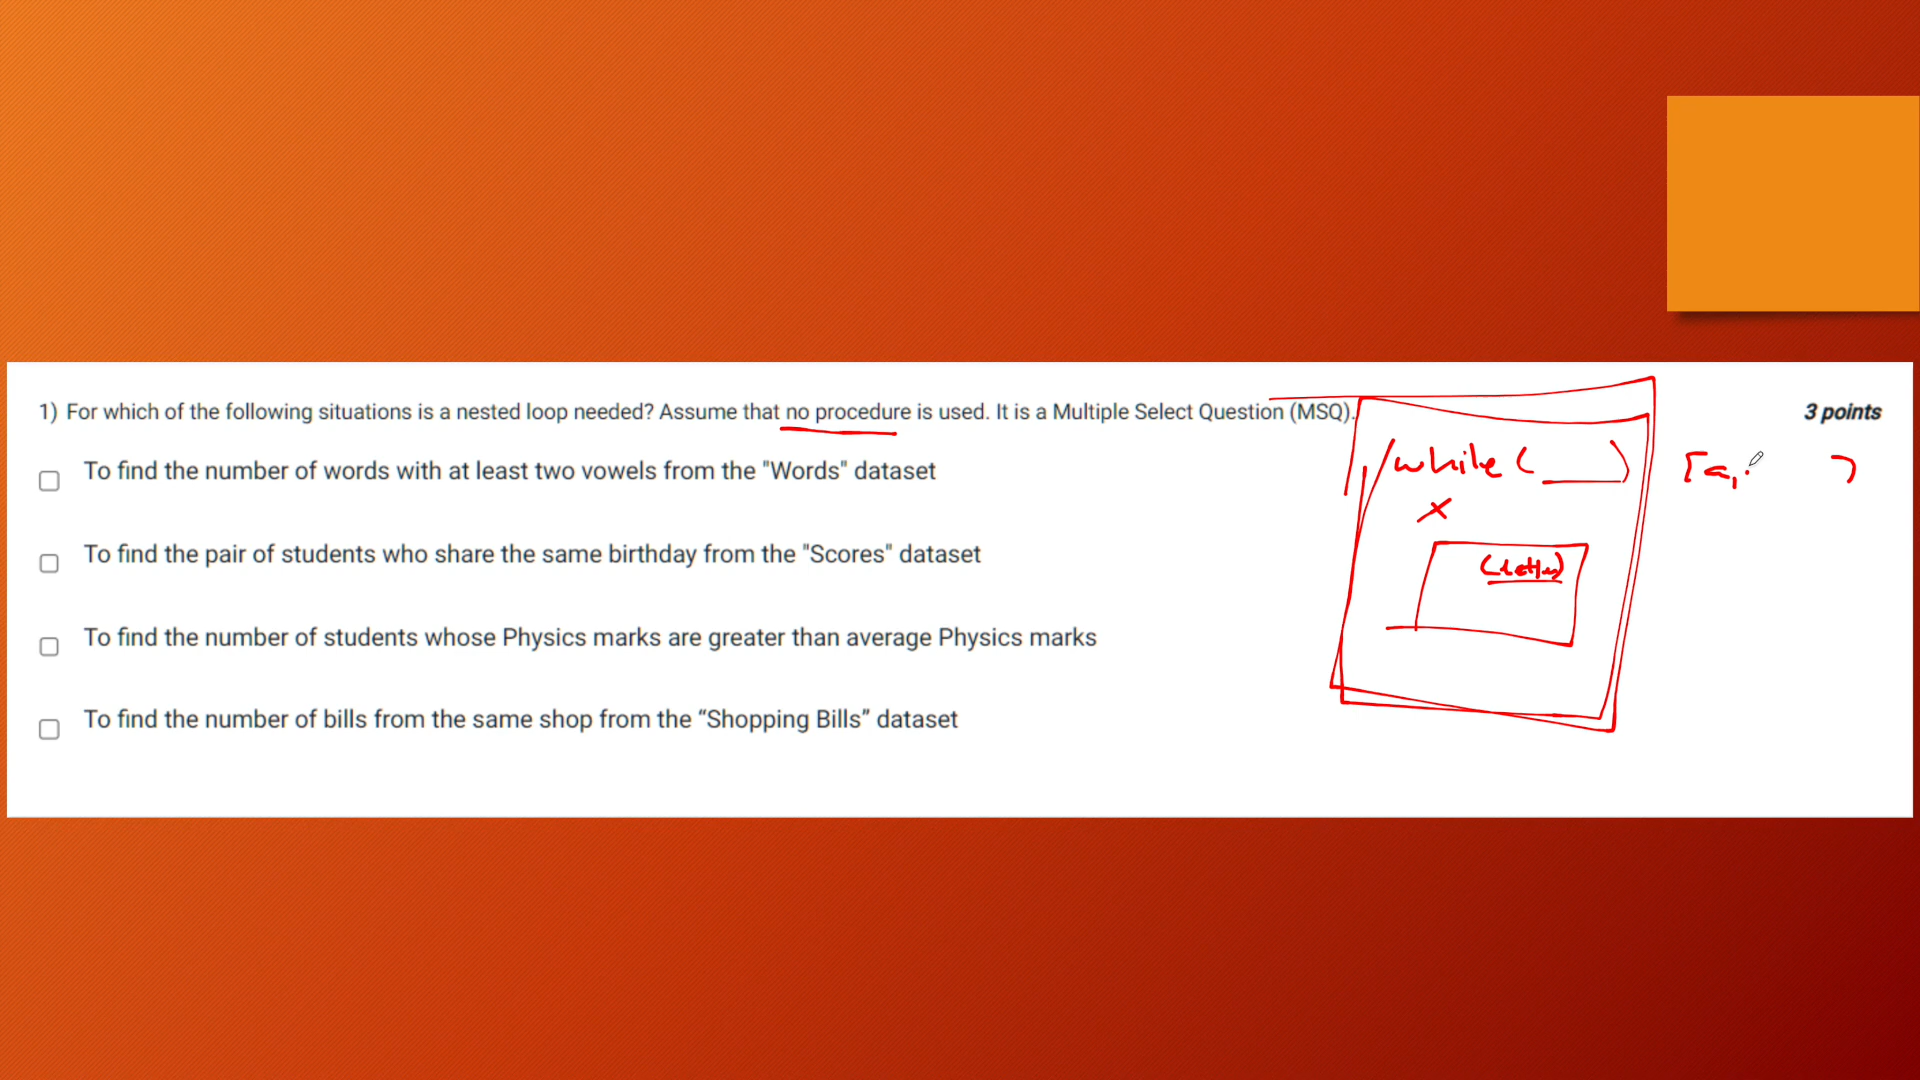 1) For which of the following situations is a nested loop needed? Assume that no procedure is used. It is a Multiple Select Question (MSQ). 3 points
To find the number of words with at least two vowels from the "Words" dataset
while ( )
[a,
]
To find the pair of students who share the same birthday from the "Scores" dataset
X
To find the number of students whose Physics marks are greater than average Physics marks
To find the number of bills from the same shop from the “Shopping Bills” dataset